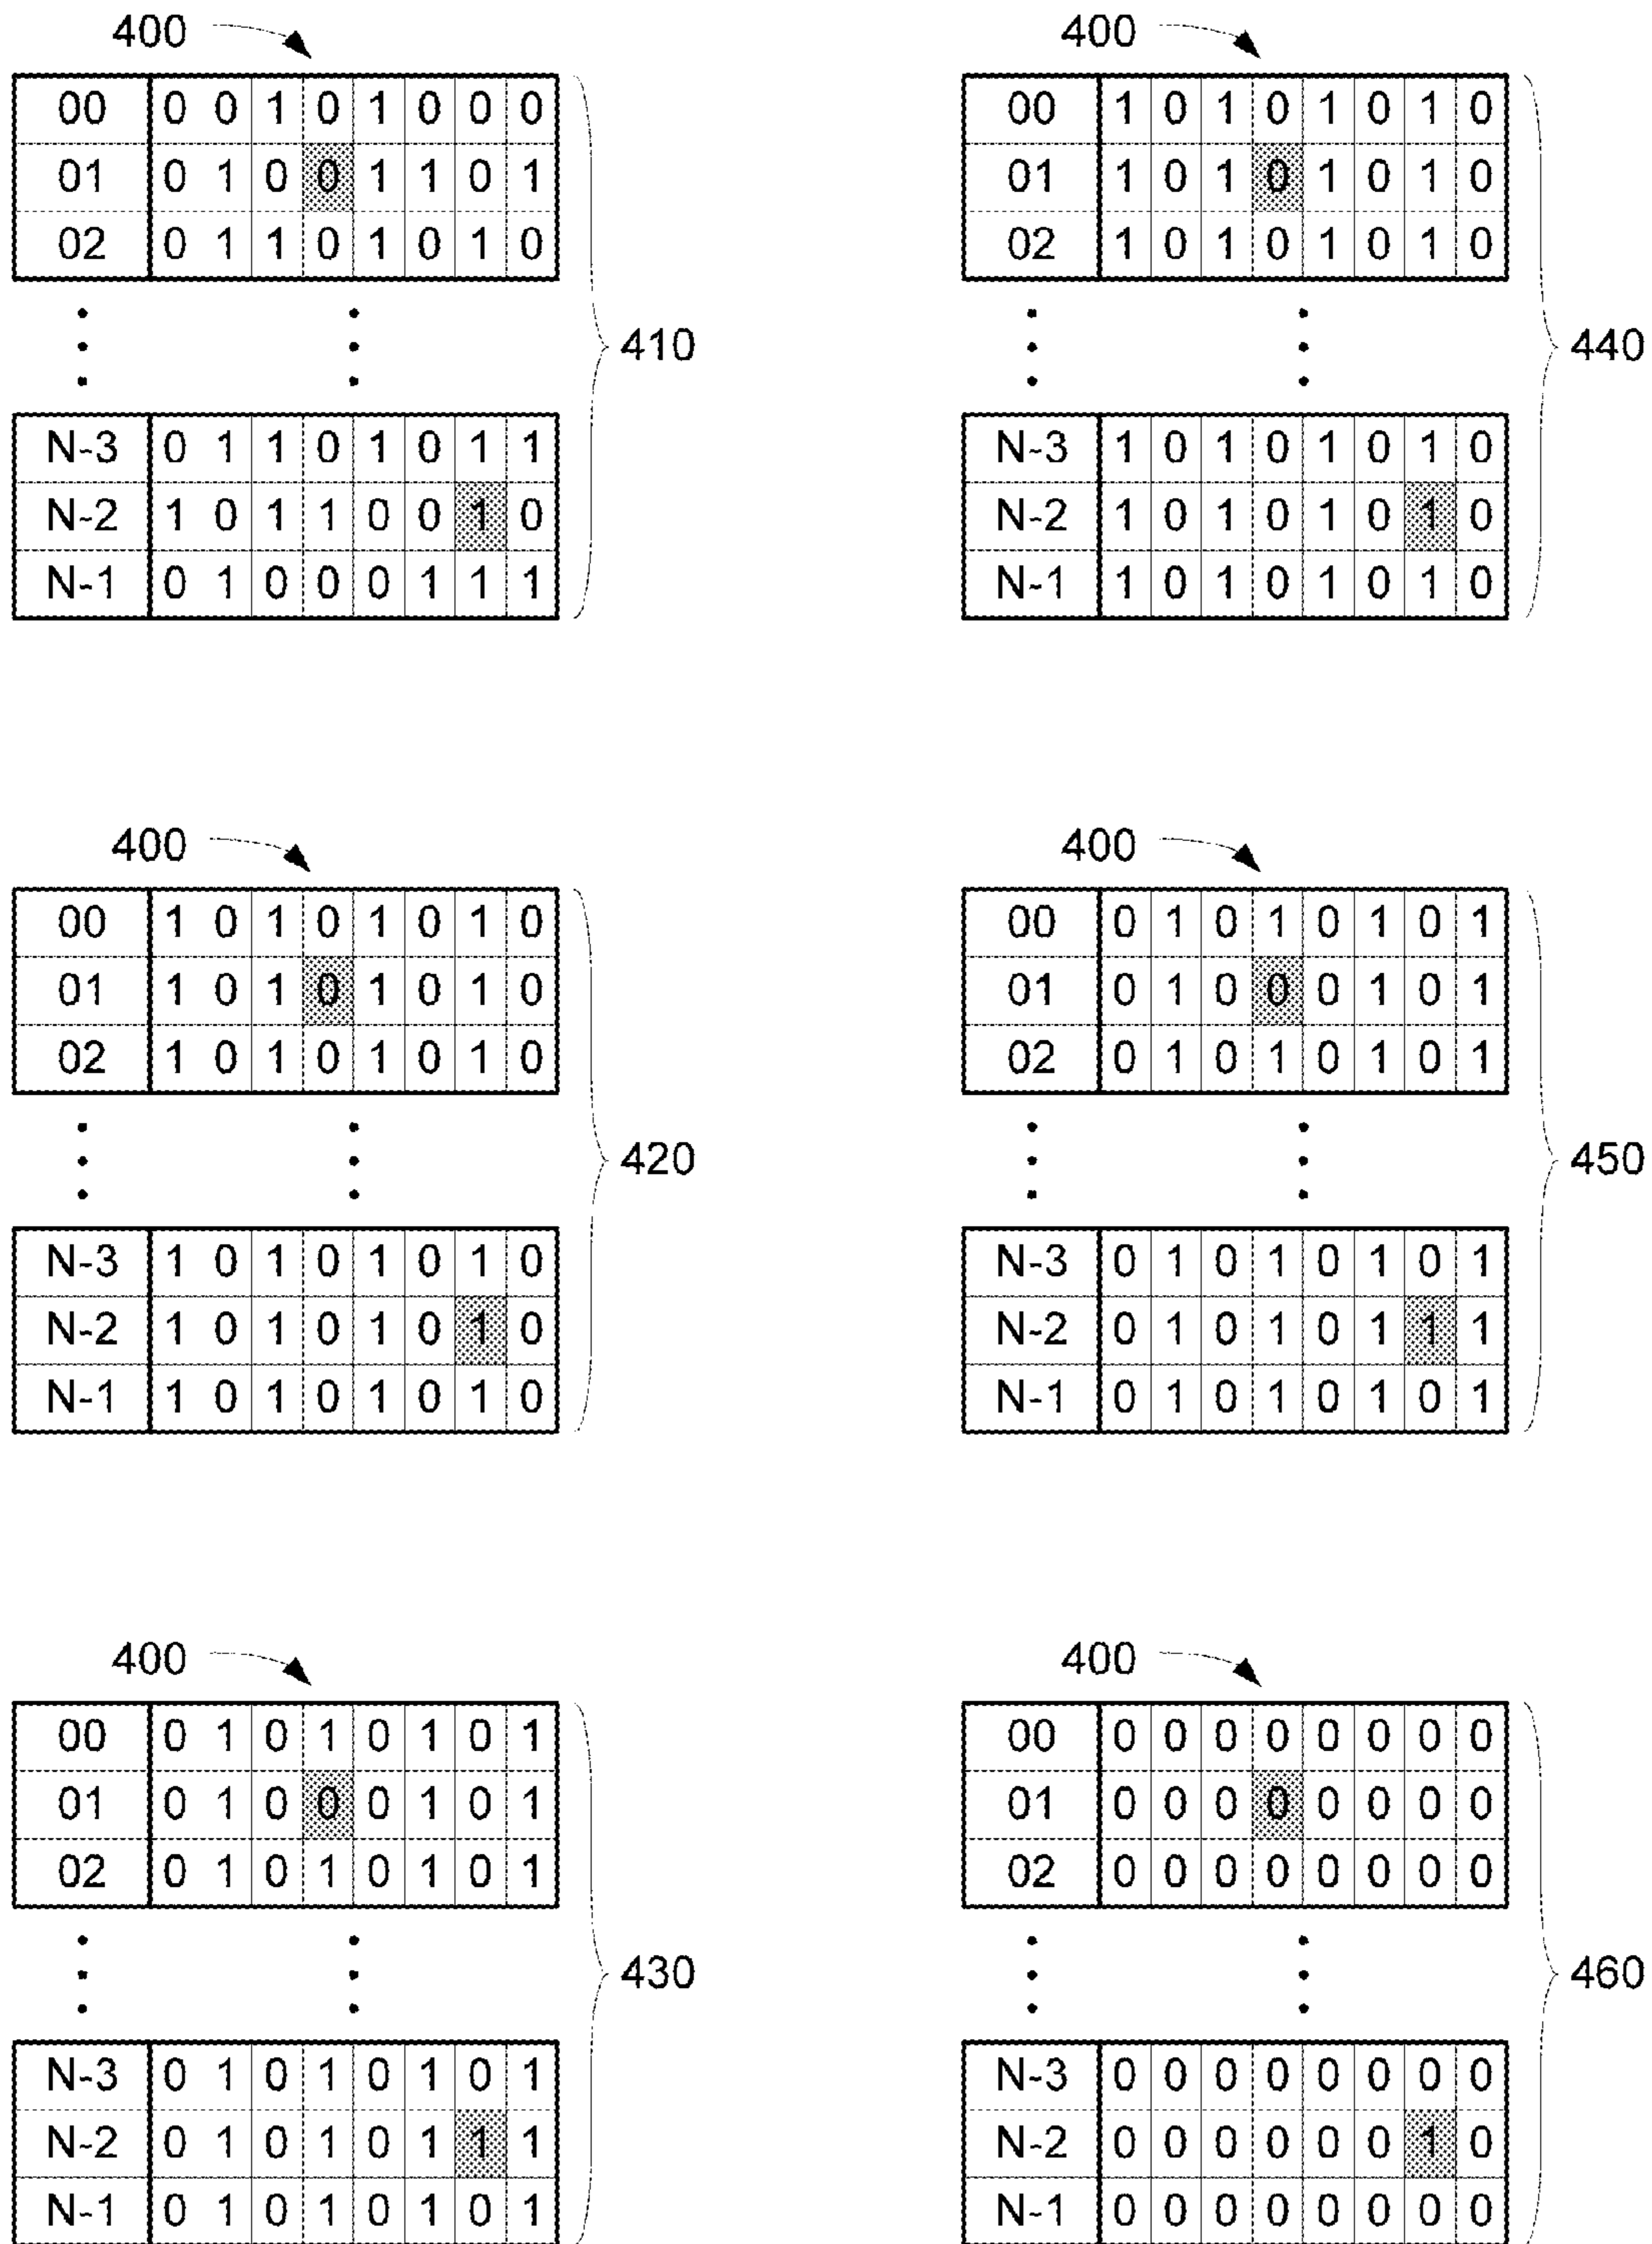 400
00 0 0 1 0 1 0 0 0
01 0 1 0 0 1 1 0 1
02 0 1 1 0 1 0 1 0
410
N-3 0 1 1 0 1 0 1 1
N-2 1 0 1 1 0 0 1 0
N-1 0 1 0 0 0 1 1 1
400
00 1 0 1 0 1 0 1 0
01 1 0 1 0 1 0 1 0
02 1 0 1 0 1 0 1 0
440
N-3 1 0 1 0 1 0 1 0
N-2 1 0 1 0 1 0 1 0
N-1 1 0 1 0 1 0 1 0
400
00 1 0 1 0 1 0 1 0
01 1 0 1 0 1 0 1 0
02 1 0 1 0 1 0 1 0
420
N-3 1 0 1 0 1 0 1 0
N-2 1 0 1 0 1 0 1 0
N-1 1 0 1 0 1 0 1 0
400
00 0 1 0 1 0 1 0 1
01 0 1 0 0 0 1 0 1
02 0 1 0 1 0 1 0 1
450
N-3 0 1 0 1 0 1 0 1
N-2 0 1 0 1 0 1 1 1
N-1 0 1 0 1 0 1 0 1
400
00 0 1 0 1 0 1 0 1
01 0 1 0 0 0 1 0 1
02 0 1 0 1 0 1 0 1
430
N-3 0 1 0 1 0 1 0 1
N-2 0 1 0 1 0 1 1 1
N-1 0 1 0 1 0 1 0 1
400
00 0 0 0 0 0 0 0 0
01 0 0 0 0 0 0 0 0
02 0 0 0 0 0 0 0 0
460
N-3 0 0 0 0 0 0 0 0
N-2 0 0 0 0 0 0 1 0
N-1 0 0 0 0 0 0 0 0